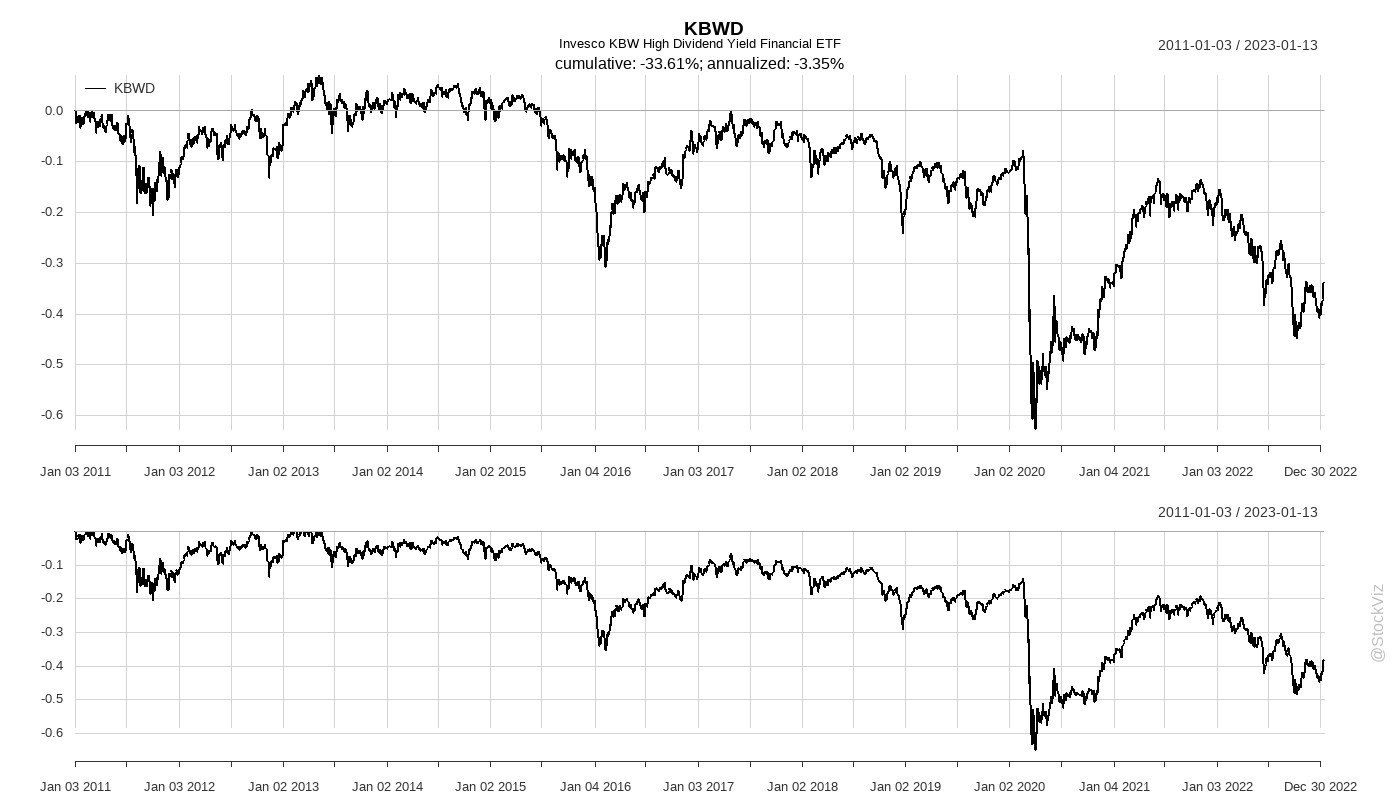 KBWD
Invesco KBW High Dividend Yield Financial ETF
cumulative: -33.61%; annualized: -3.35%
2011-01-03 / 2023-01-13
KBWD
0.0
-0.1
-0.2
-0.3
-0.4
-0.5
-0.6
Jan 03 2011 Jan 03 2012 Jan 02 2013 Jan 02 2014 Jan 02 2015 Jan 04 2016 Jan 03 2017 Jan 02 2018 Jan 02 2019 Jan 02 2020 Jan 04 2021 Jan 03 2022 Dec 30 2022
2011-01-03 / 2023-01-13
-0.1
-0.2
-0.3
-0.4
-0.5
-0.6
Jan 03 2011 Jan 03 2012 Jan 02 2013 Jan 02 2014 Jan 02 2015 Jan 04 2016 Jan 03 2017 Jan 02 2018 Jan 02 2019 Jan 02 2020 Jan 04 2021 Jan 03 2022 Dec 30 2022
@StockViz